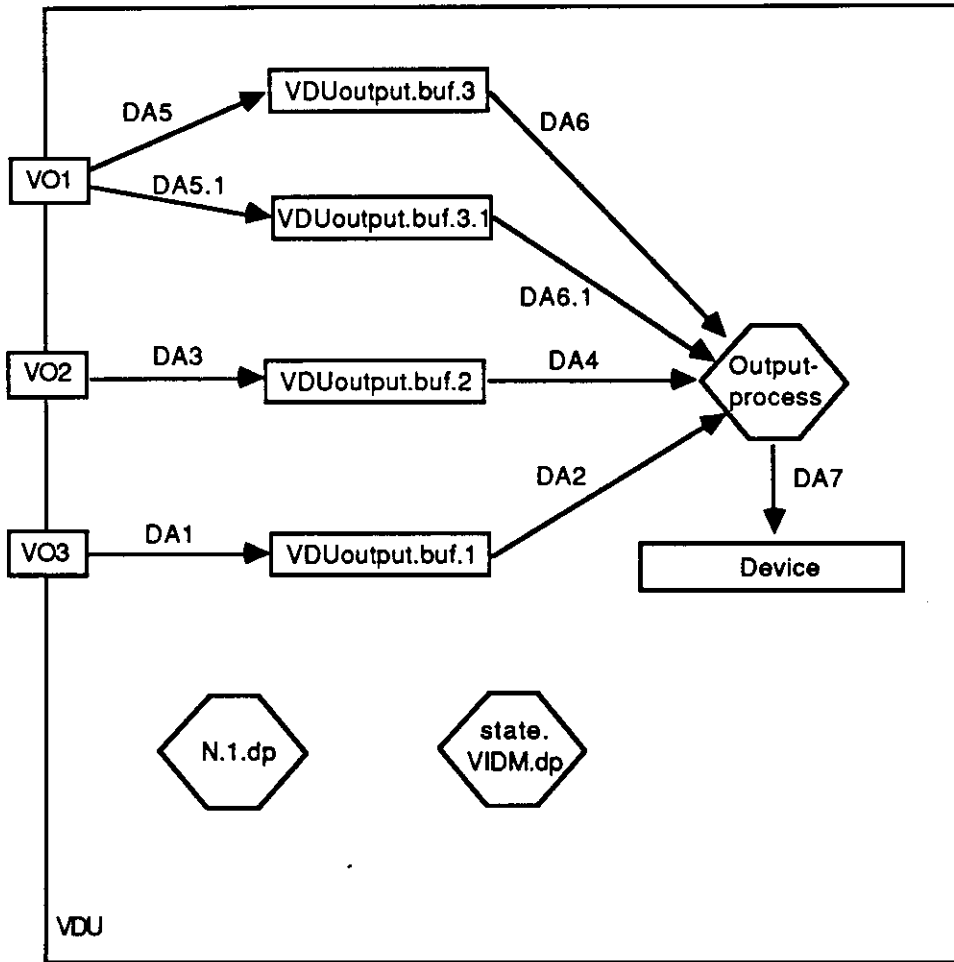 VDUoutput.buf.3
DA5
DA6
VO1
DA5.1
VDUoutput.buf.3.1
DA6.1
VO2
DA3
VDUoutput.buf.2
DA4
Output-
process
DA2
DA7
VO3
DA1
VDUoutput.buf.1
Device
N.1.dp
state.
VIDM.dp
VDU